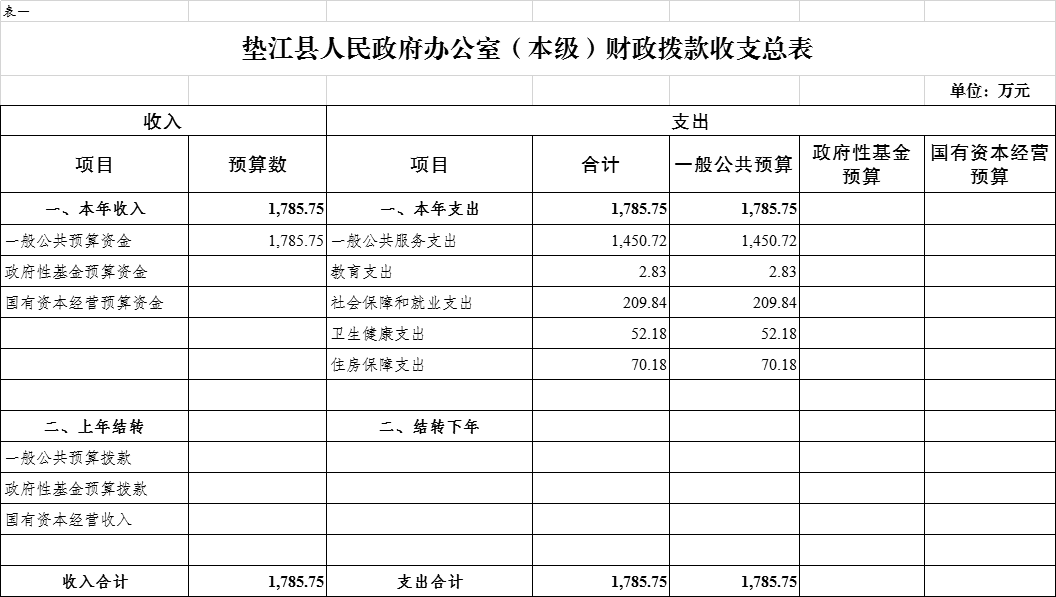 表一
垫江县人民政府办公室（本级）财政拨款收支总表
单位：万元
收入 支出
项目 预算数 项目 合计 一般公共预算 政府性基金预算 国有资本经营预算
一、本年收入 1,785.75 一、本年支出 1,785.75 1,785.75
一般公共预算资金 1,785.75 一般公共服务支出 1,450.72 1,450.72
政府性基金预算资金 教育支出 2.83 2.83
国有资本经营预算资金 社会保障和就业支出 209.84 209.84
卫生健康支出 52.18 52.18
住房保障支出 70.18 70.18
二、上年结转 二、结转下年
一般公共预算拨款
政府性基金预算拨款
国有资本经营收入
收入合计 1,785.75 支出合计 1,785.75 1,785.75